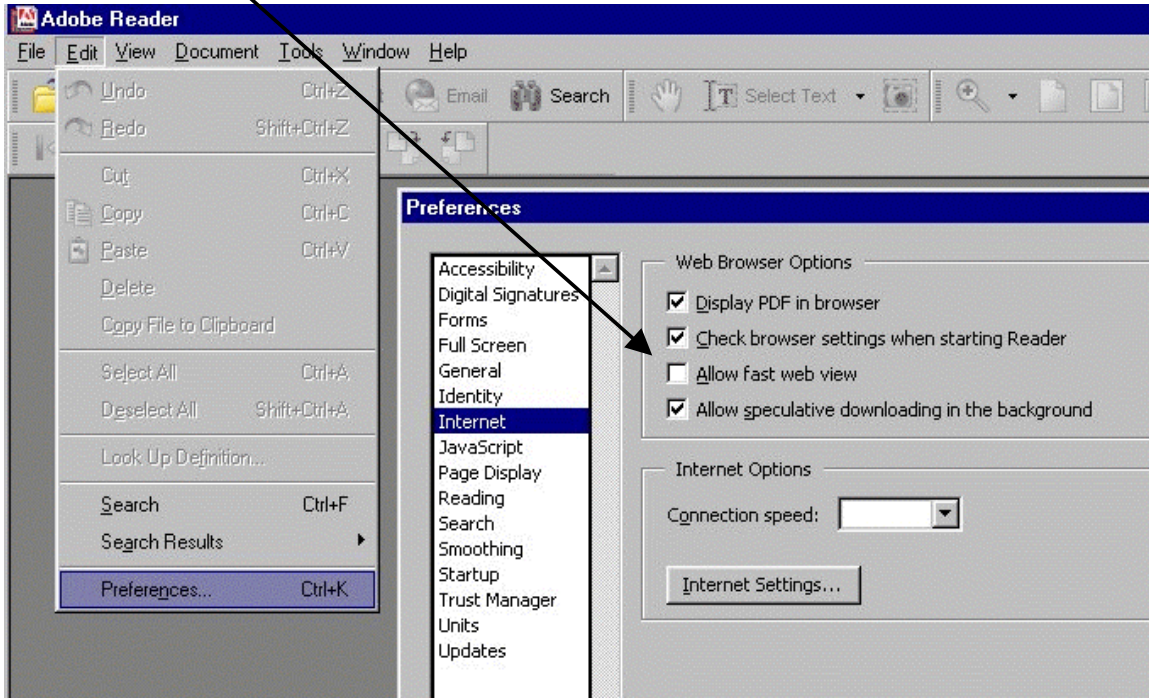 Adobe Reader
File Edit View Document Tools Window Help
Email Search Select Text
Undo Ctrl+Z
Redo Shift+Ctrl+Z
Cut Ctrl+X
Copy Ctrl+C
Paste Ctrl+V
Delete
Copy File to Clipboard
Select All Ctrl+A
Deselect All Shift+Ctrl+A
Look Up Definition...
Search Ctrl+F
Search Results
Preferences... Ctrl+K
Preferences
Accessibility
Digital Signatures
Forms
Full Screen
General
Identity
Internet
JavaScript
Page Display
Reading
Search
Smoothing
Startup
Trust Manager
Units
Updates
Web Browser Options
Display PDF in browser
Check browser settings when starting Reader
Allow fast web view
Allow speculative downloading in the background
Internet Options
Connection speed:
Internet Settings...